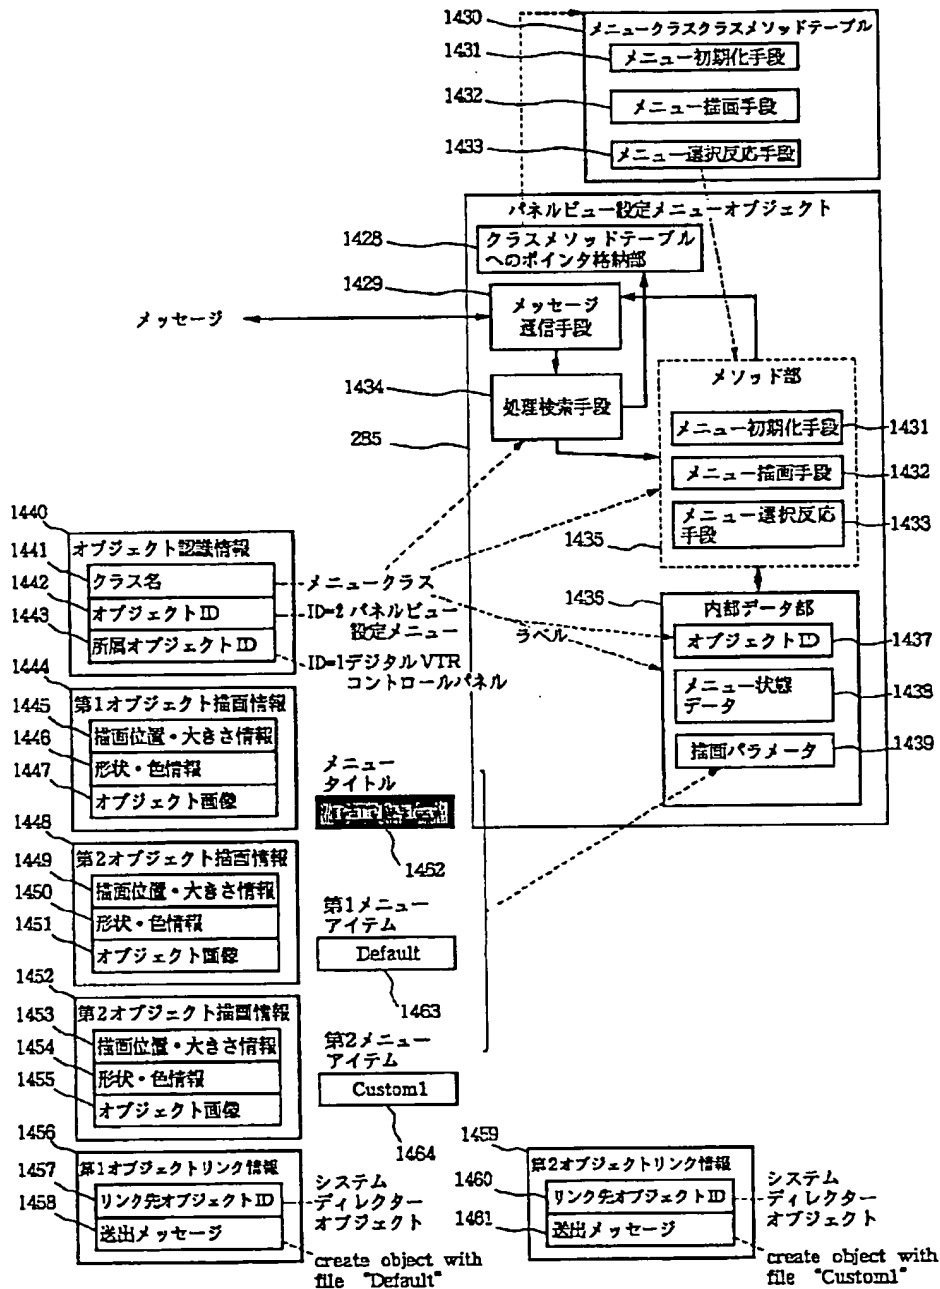 1430
メニュークラスクラスメソッドテーブル
1431
メニュー初期化手段
1432
メニュー描画手段
1433
メニュー選択反応手段
パネルビュー設定メニューオブジェクト
1428
クラスメソッドテーブル
へのポインタ格納部
1429
メッセージ
通信手段
メッセージ
1434
処理検索手段
285
メソッド部
メニュー初期化手段
1431
メニュー描画手段
1432
メニュー選択反応
手段
1433
1435
1436
内部データ部
オブジェクトID
1437
メニュー状態
データ
1438
描画パラメータ
1439
1440
オブジェクト認識情報
1441
クラス名
メニュークラス
1442
オブジェクトID
ID=2 パネルビュー
設定メニュー
ラベル
1443
所属オブジェクトID
ID=1デジタルVTR
コントロールパネル
1444
第1オブジェクト描画情報
1445
描画位置・大きさ情報
1446
形状・色情報
1447
オブジェクト画像
メニュー
タイトル
1462
1448
第2オブジェクト描画情報
1449
描画位置・大きさ情報
1450
形状・色情報
1451
オブジェクト画像
第1メニュー
アイテム
Default
1463
1452
第2オブジェクト描画情報
1453
描画位置・大きさ情報
1454
形状・色情報
1455
オブジェクト画像
第2メニュー
アイテム
Custom1
1464
1456
第1オブジェクトリンク情報
1457
リンク先オブジェクトID
システム
ディレクター
オブジェクト
1458
送出メッセージ
create object with
file "Default"
1459
第2オブジェクトリンク情報
1460
リンク先オブジェクトID
システム
ディレクター
オブジェクト
1461
送出メッセージ
create object with
file "Custom1"